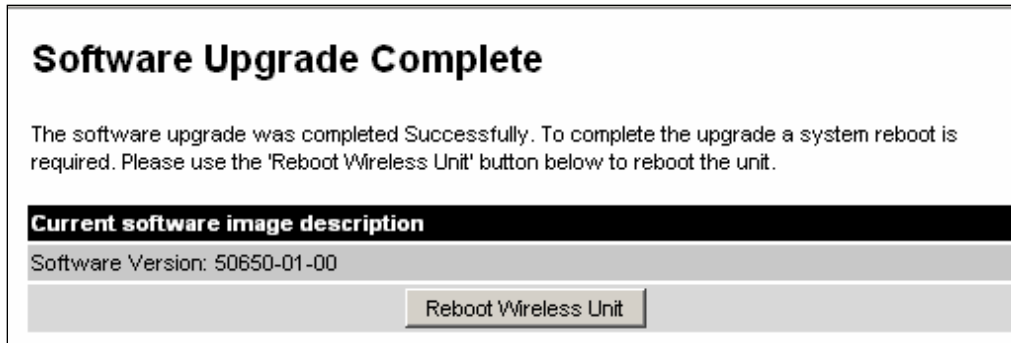 Software Upgrade Complete
The software upgrade was completed Successfully. To complete the upgrade a system reboot is
required. Please use the 'Reboot Wireless Unit' button below to reboot the unit.
Current software image description
Software Version: 50650-01-00
Reboot Wireless Unit